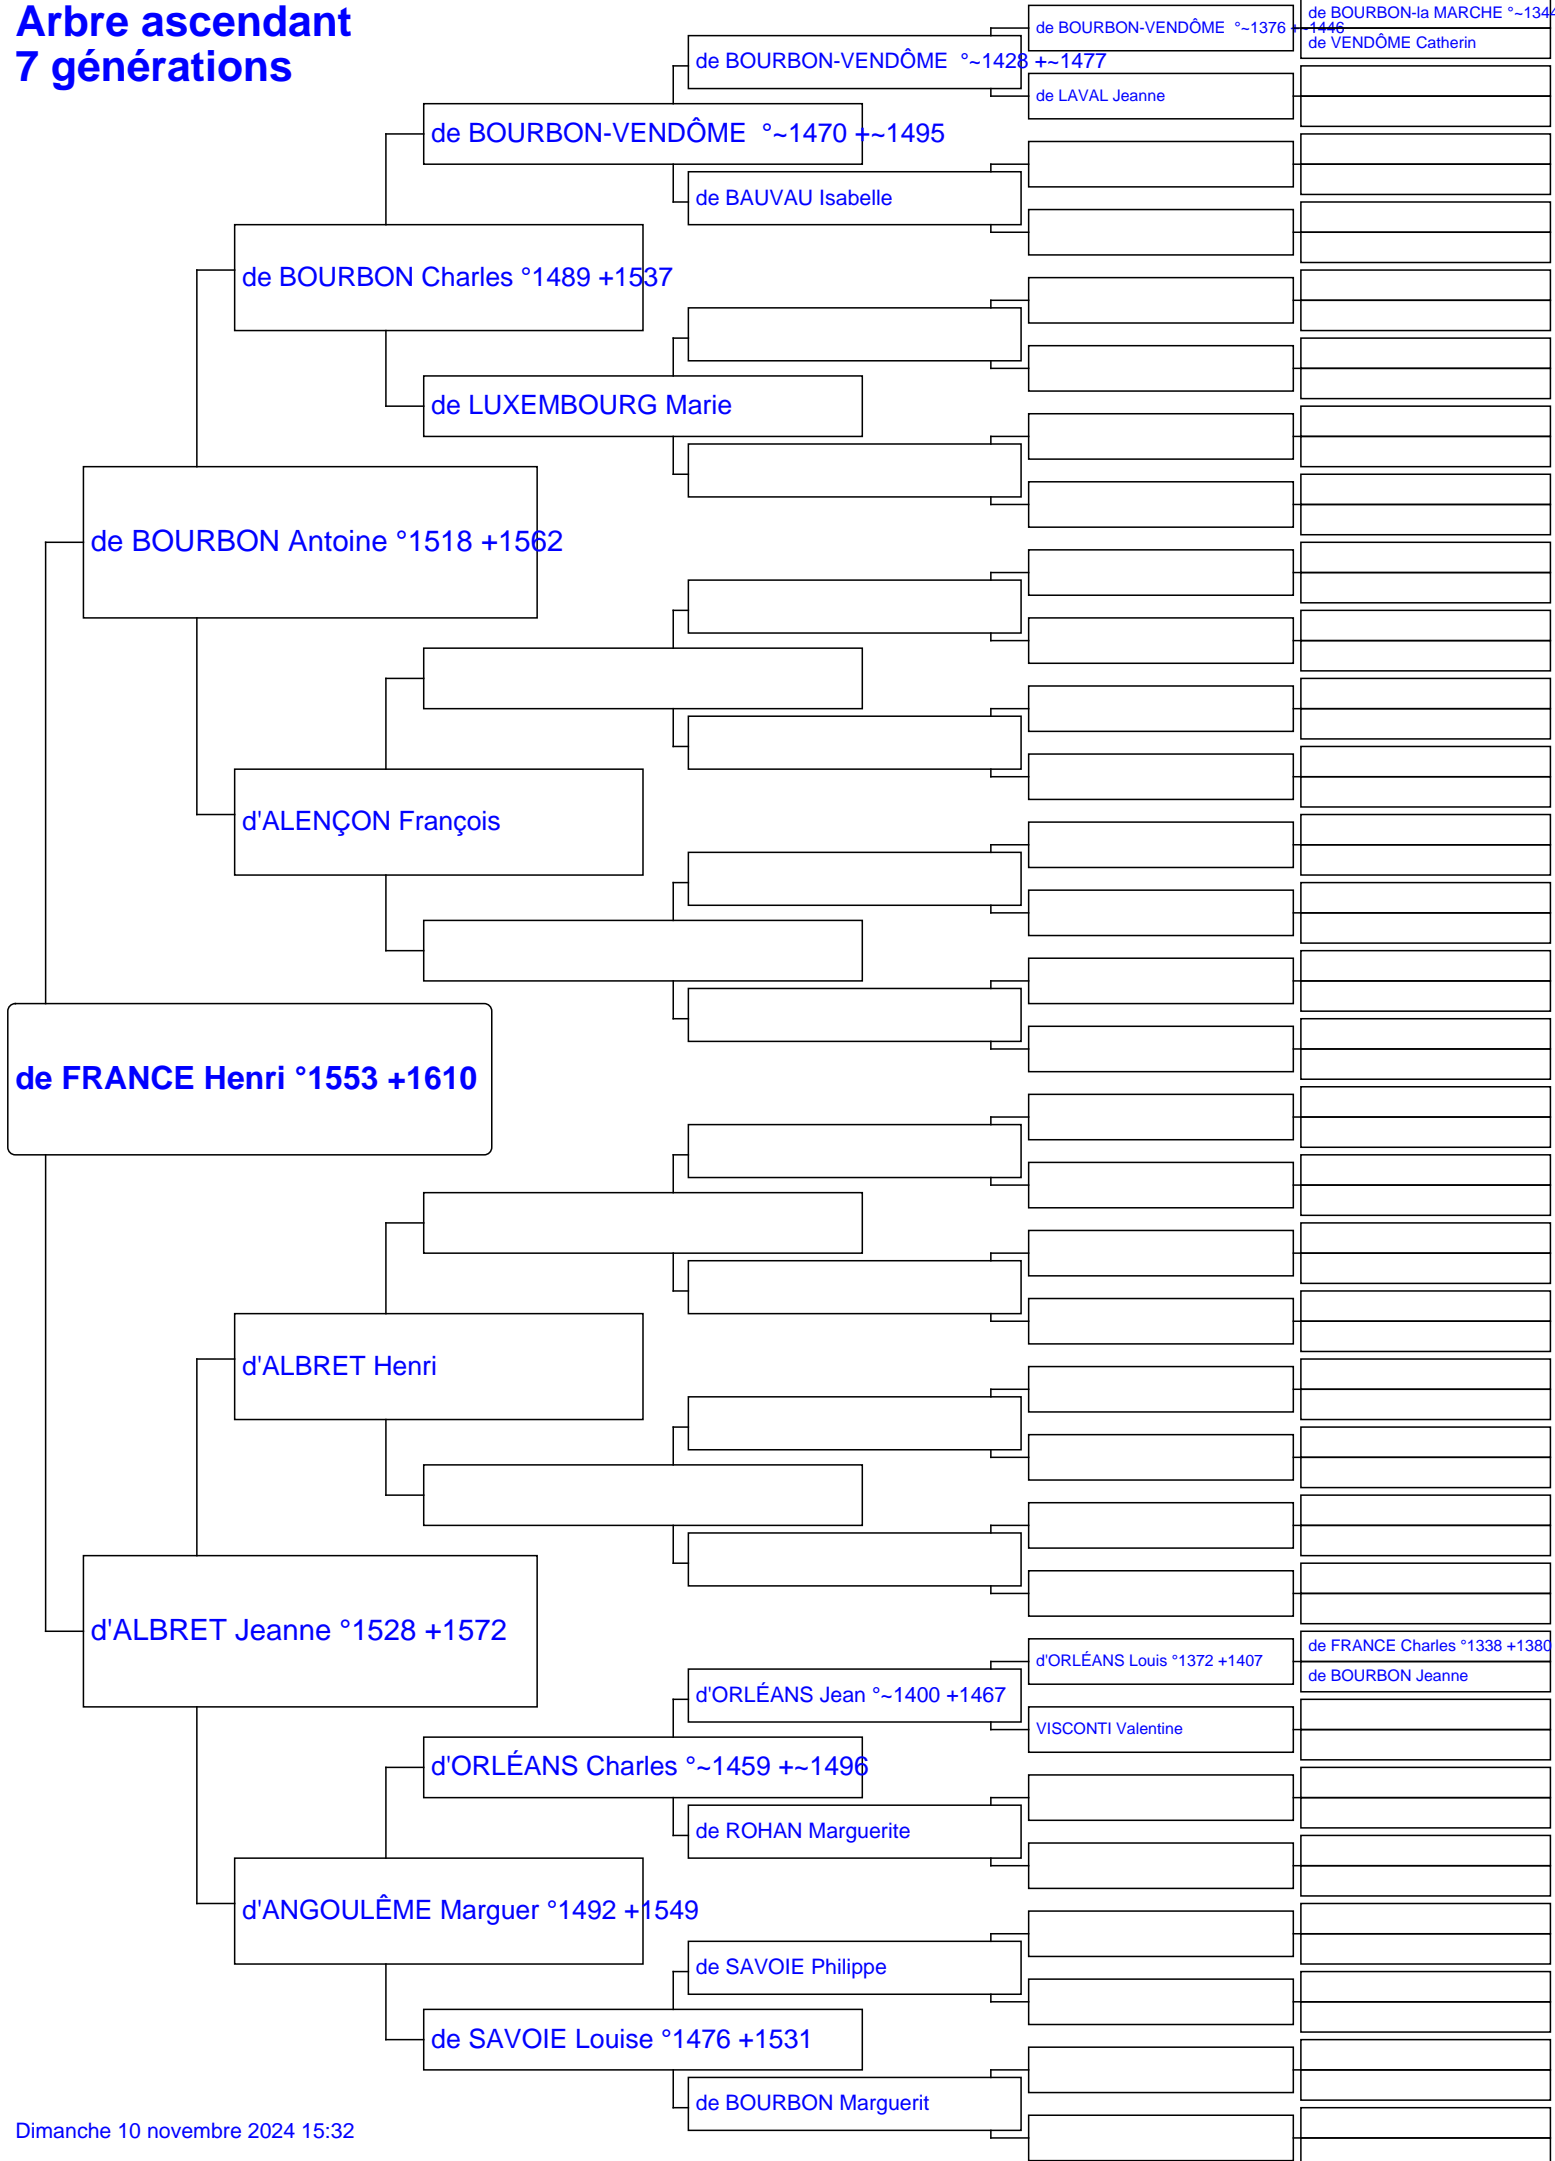 Arbre ascendant
7 générations
de BOURBON-la MARCHE °~1344
de BOURBON-VENDÔME °~1376 +~1446
de VENDÔME Catherin
de BOURBON-VENDÔME °~1428 +~1477
de LAVAL Jeanne
de BOURBON-VENDÔME °~1470 +~1495
de BAUVAU Isabelle
de BOURBON Charles °1489 +1537
de LUXEMBOURG Marie
de BOURBON Antoine °1518 +1562
d'ALENÇON François
de FRANCE Henri °1553 +1610
d'ALBRET Henri
d'ALBRET Jeanne °1528 +1572
de FRANCE Charles °1338 +1380
d'ORLÉANS Louis °1372 +1407
de BOURBON Jeanne
d'ORLÉANS Jean °~1400 +1467
VISCONTI Valentine
d'ORLÉANS Charles °~1459 +~1496
de ROHAN Marguerite
d'ANGOULÊME Marguer °1492 +1549
de SAVOIE Philippe
de SAVOIE Louise °1476 +1531
de BOURBON Marguerit
Dimanche 10 novembre 2024 15:32